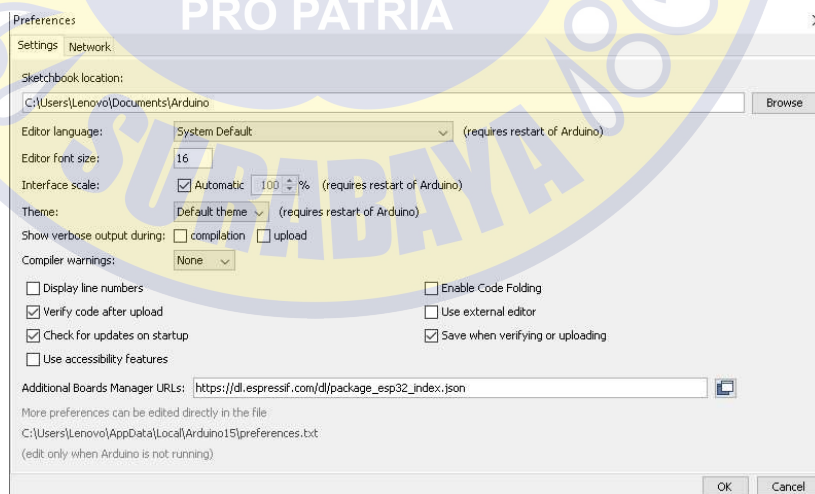 PRO PATRIA
Preferences
Settings Network
Sketchbook location:
C:\Users\Lenovo\Documents\Arduino Browse
Editor language: System Default (requires restart of Arduino)
Editor font size: 16
Interface scale: Automatic 100 % (requires restart of Arduino)
Theme: Default theme (requires restart of Arduino)
Show verbose output during: compilation upload
Compiler warnings: None
SURABAYA
Display line numbers Enable Code Folding
Verify code after upload Use external editor
Check for updates on startup Save when verifying or uploading
Use accessibility features
Additional Boards Manager URLs: https://dl.espressif.com/dl/package_esp32_index.json
More preferences can be edited directly in the file
C:\Users\Lenovo\AppData\Local\Arduino15\preferences.txt
(edit only when Arduino is not running)
OK Cancel